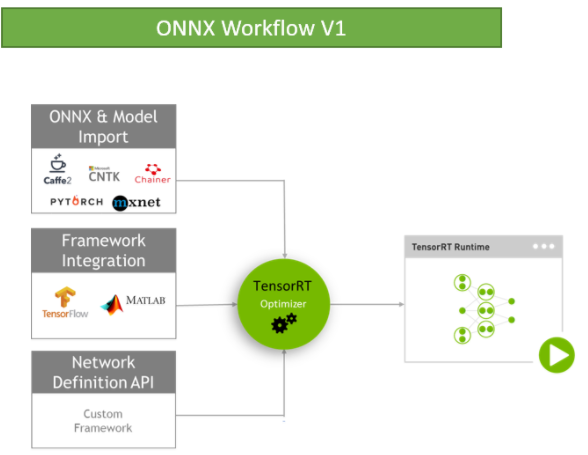 ONNX Workflow V1
ONNX & Model
Import
Caffe2
Microsoft
CNTK
Chainer
PYTORCH
mxnet
Framework
Integration
TensorFlow
MATLAB
Network
Definition API
Custom
Framework
TensorRT
Optimizer
TensorRT Runtime